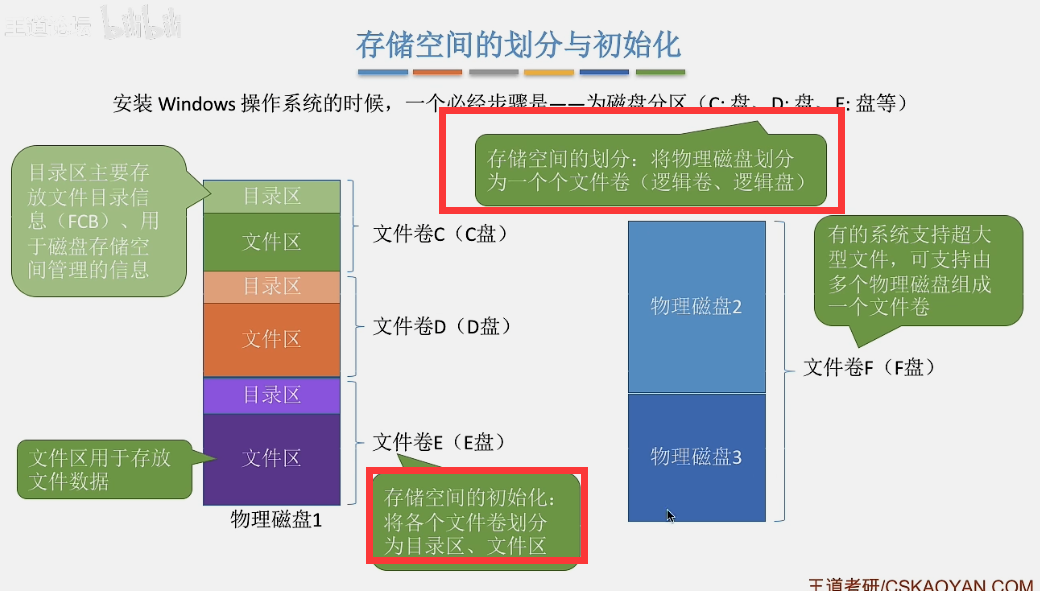 王道论坛 bilibili
存储空间的划分与初始化
安装 Windows 操作系统的时候，一个必经步骤是——为磁盘分区（C: 盘、D: 盘、E: 盘等）
存储空间的划分：将物理磁盘划分
为一个个文件卷（逻辑卷、逻辑盘）
目录区主要存
放文件目录信
息（FCB）、用
于磁盘存储空
间管理的信息
目录区
文件区
文件卷C（C盘）
目录区
文件区
文件卷D（D盘）
目录区
文件区
文件卷E（E盘）
文件区用于存放
文件数据
物理磁盘1
存储空间的初始化：
将各个文件卷划分
为目录区、文件区
物理磁盘2
物理磁盘3
有的系统支持超大
型文件，可支持由
多个物理磁盘组成
一个文件卷
文件卷F（F盘）
王道考研/CSKAOYAN.COM